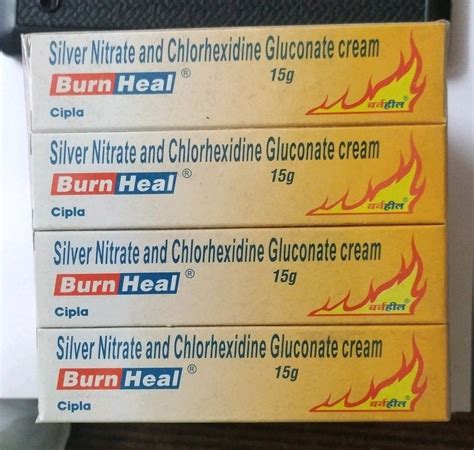 Silver Nitrate and Chlorhexidine Gluconate cream
Burn Heal ® 15g
Cipla बर्नहील®
Silver Nitrate and Chlorhexidine Gluconate cream
Burn Heal ® 15g
Cipla बर्नहील®
Silver Nitrate and Chlorhexidine Gluconate cream
Burn Heal ® 15g
Cipla बर्नहील®
Silver Nitrate and Chlorhexidine Gluconate cream
Burn Heal ® 15g
Cipla बर्नहील®